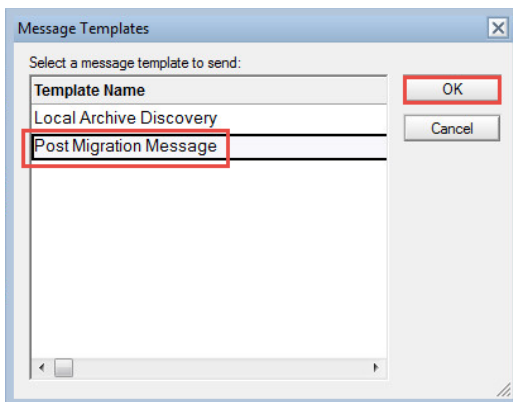 Message Templates
Select a message template to send:
Template Name
OK
Local Archive Discovery
Cancel
Post Migration Message